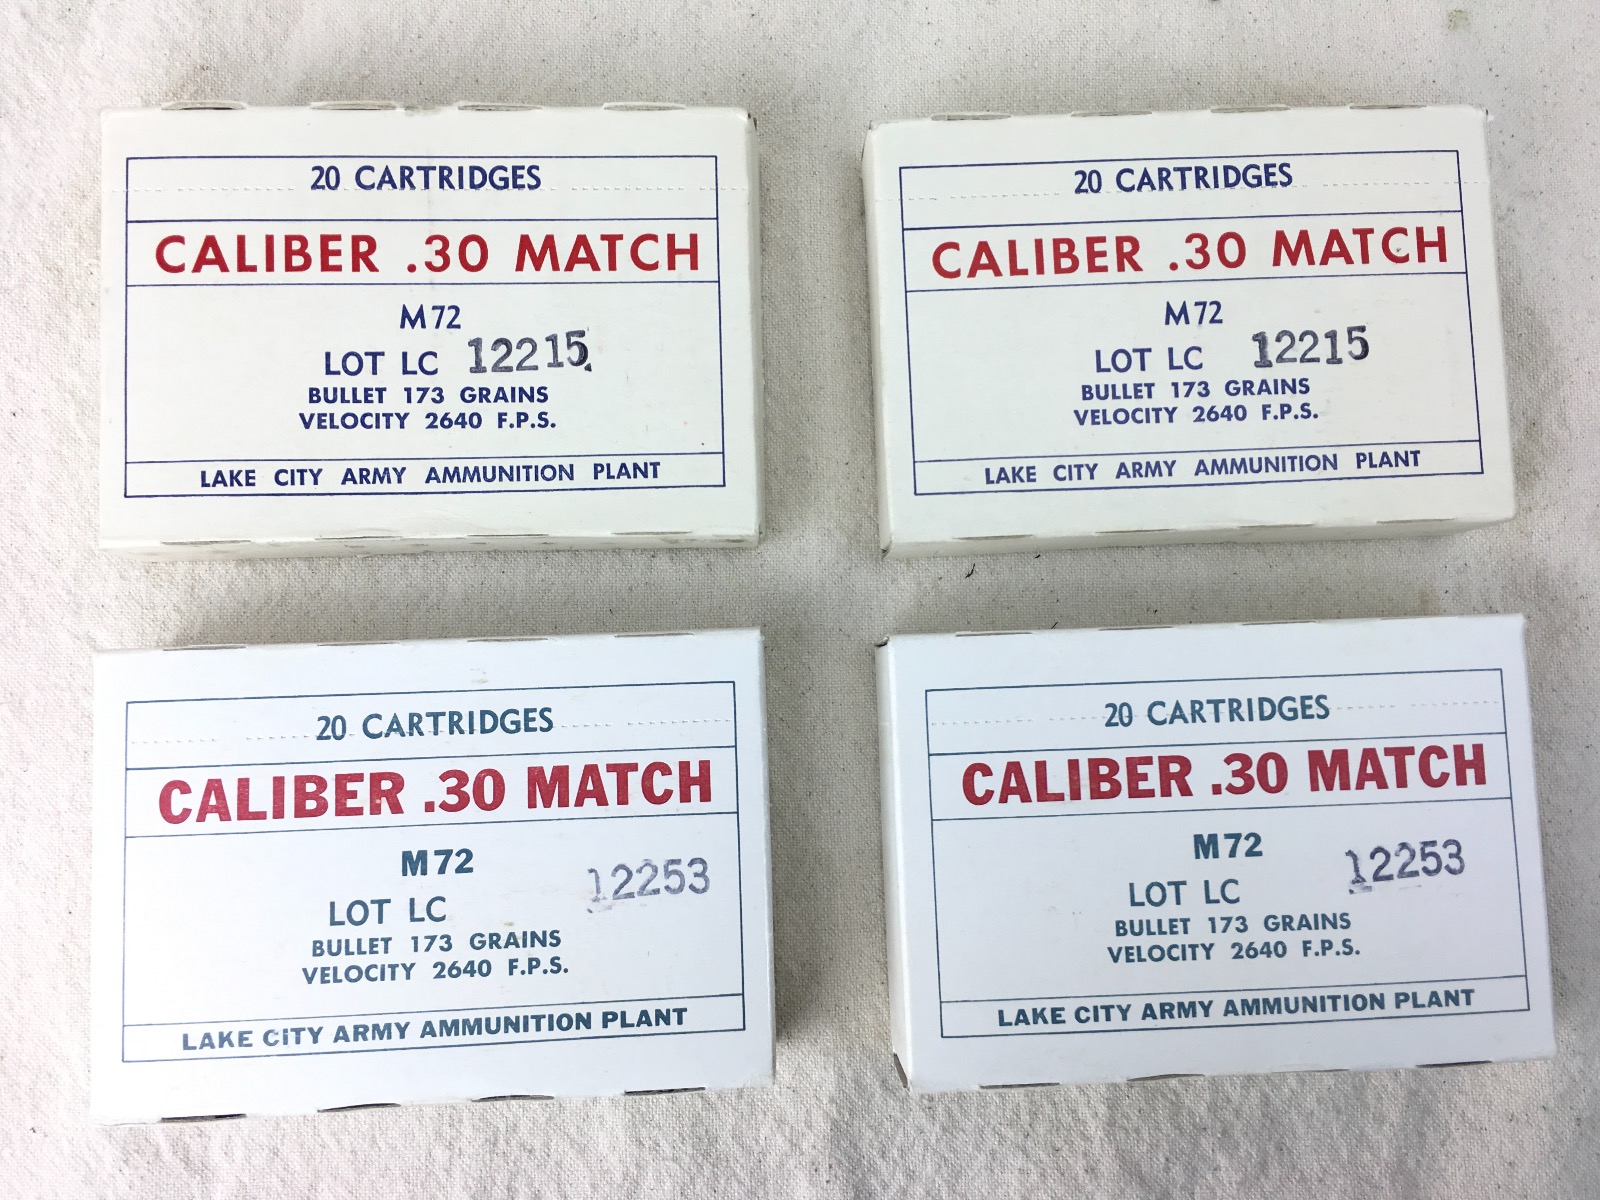 20 CARTRIDGES
CALIBER .30 MATCH
M72
LOT LC 12215
BULLET 173 GRAINS
VELOCITY 2640 F.P.S.
LAKE CITY ARMY AMMUNITION PLANT
20 CARTRIDGES
CALIBER .30 MATCH
M72
LOT LC 12215
BULLET 173 GRAINS
VELOCITY 2640 F.P.S.
LAKE CITY ARMY AMMUNITION PLANT
20 CARTRIDGES
CALIBER .30 MATCH
M72
12253
LOT LC
BULLET 173 GRAINS
VELOCITY 2640 F.P.S.
LAKE CITY ARMY AMMUNITION PLANT
20 CARTRIDGES
CALIBER .30 MATCH
M72
12253
LOT LC
BULLET 173 GRAINS
VELOCITY 2640 F.P.S.
LAKE CITY ARMY AMMUNITION PLANT